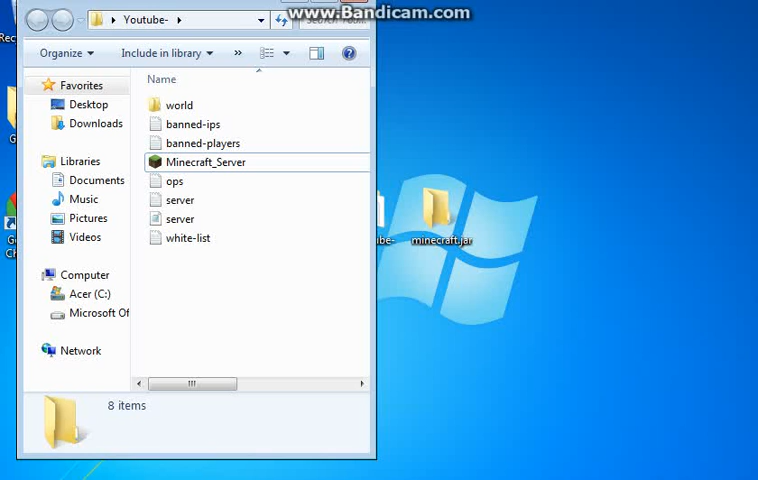 www.Bandicam.com
Youtube-
Organize
Include in library
»
Name
Favorites
Desktop
Downloads
Libraries
Documents
Music
Pictures
Videos
Computer
Acer (C:)
Microsoft Of
Network
world
banned-ips
banned-players
Minecraft_Server
ops
server
server
white-list
8 items
minecraft.jar